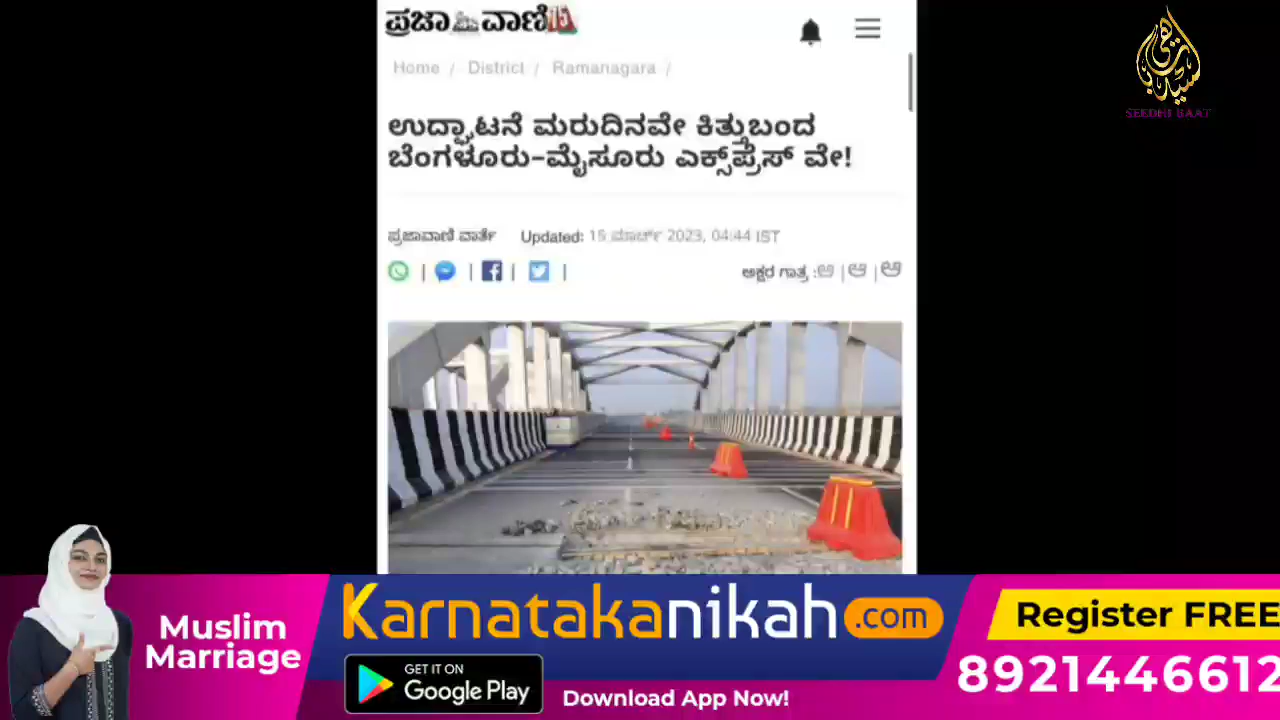 ಪ್ರಜಾವಾಣಿ
Home / District / Ramanagara /
ಉದ್ಘಾಟನೆ ಮರುದಿನವೇ ಕಿತ್ತುಬಂದ
ಬೆಂಗಳೂರು-ಮೈಸೂರು ಎಕ್ಸ್‌ಪ್ರೆಸ್ ವೇ!
ಪ್ರಜಾವಾಣಿ ವಾರ್ತೆ Updated: 15 ಮಾರ್ಚ್ 2023, 04:44 IST
ಅಕ್ಷರ ಗಾತ್ರ :ಆ | ಆ | ಆ
SEEDHI BAAT
Muslim
Marriage
Karnatakanikah.com
GET IT ON
Google Play
Download App Now!
Register FREE
8921446612